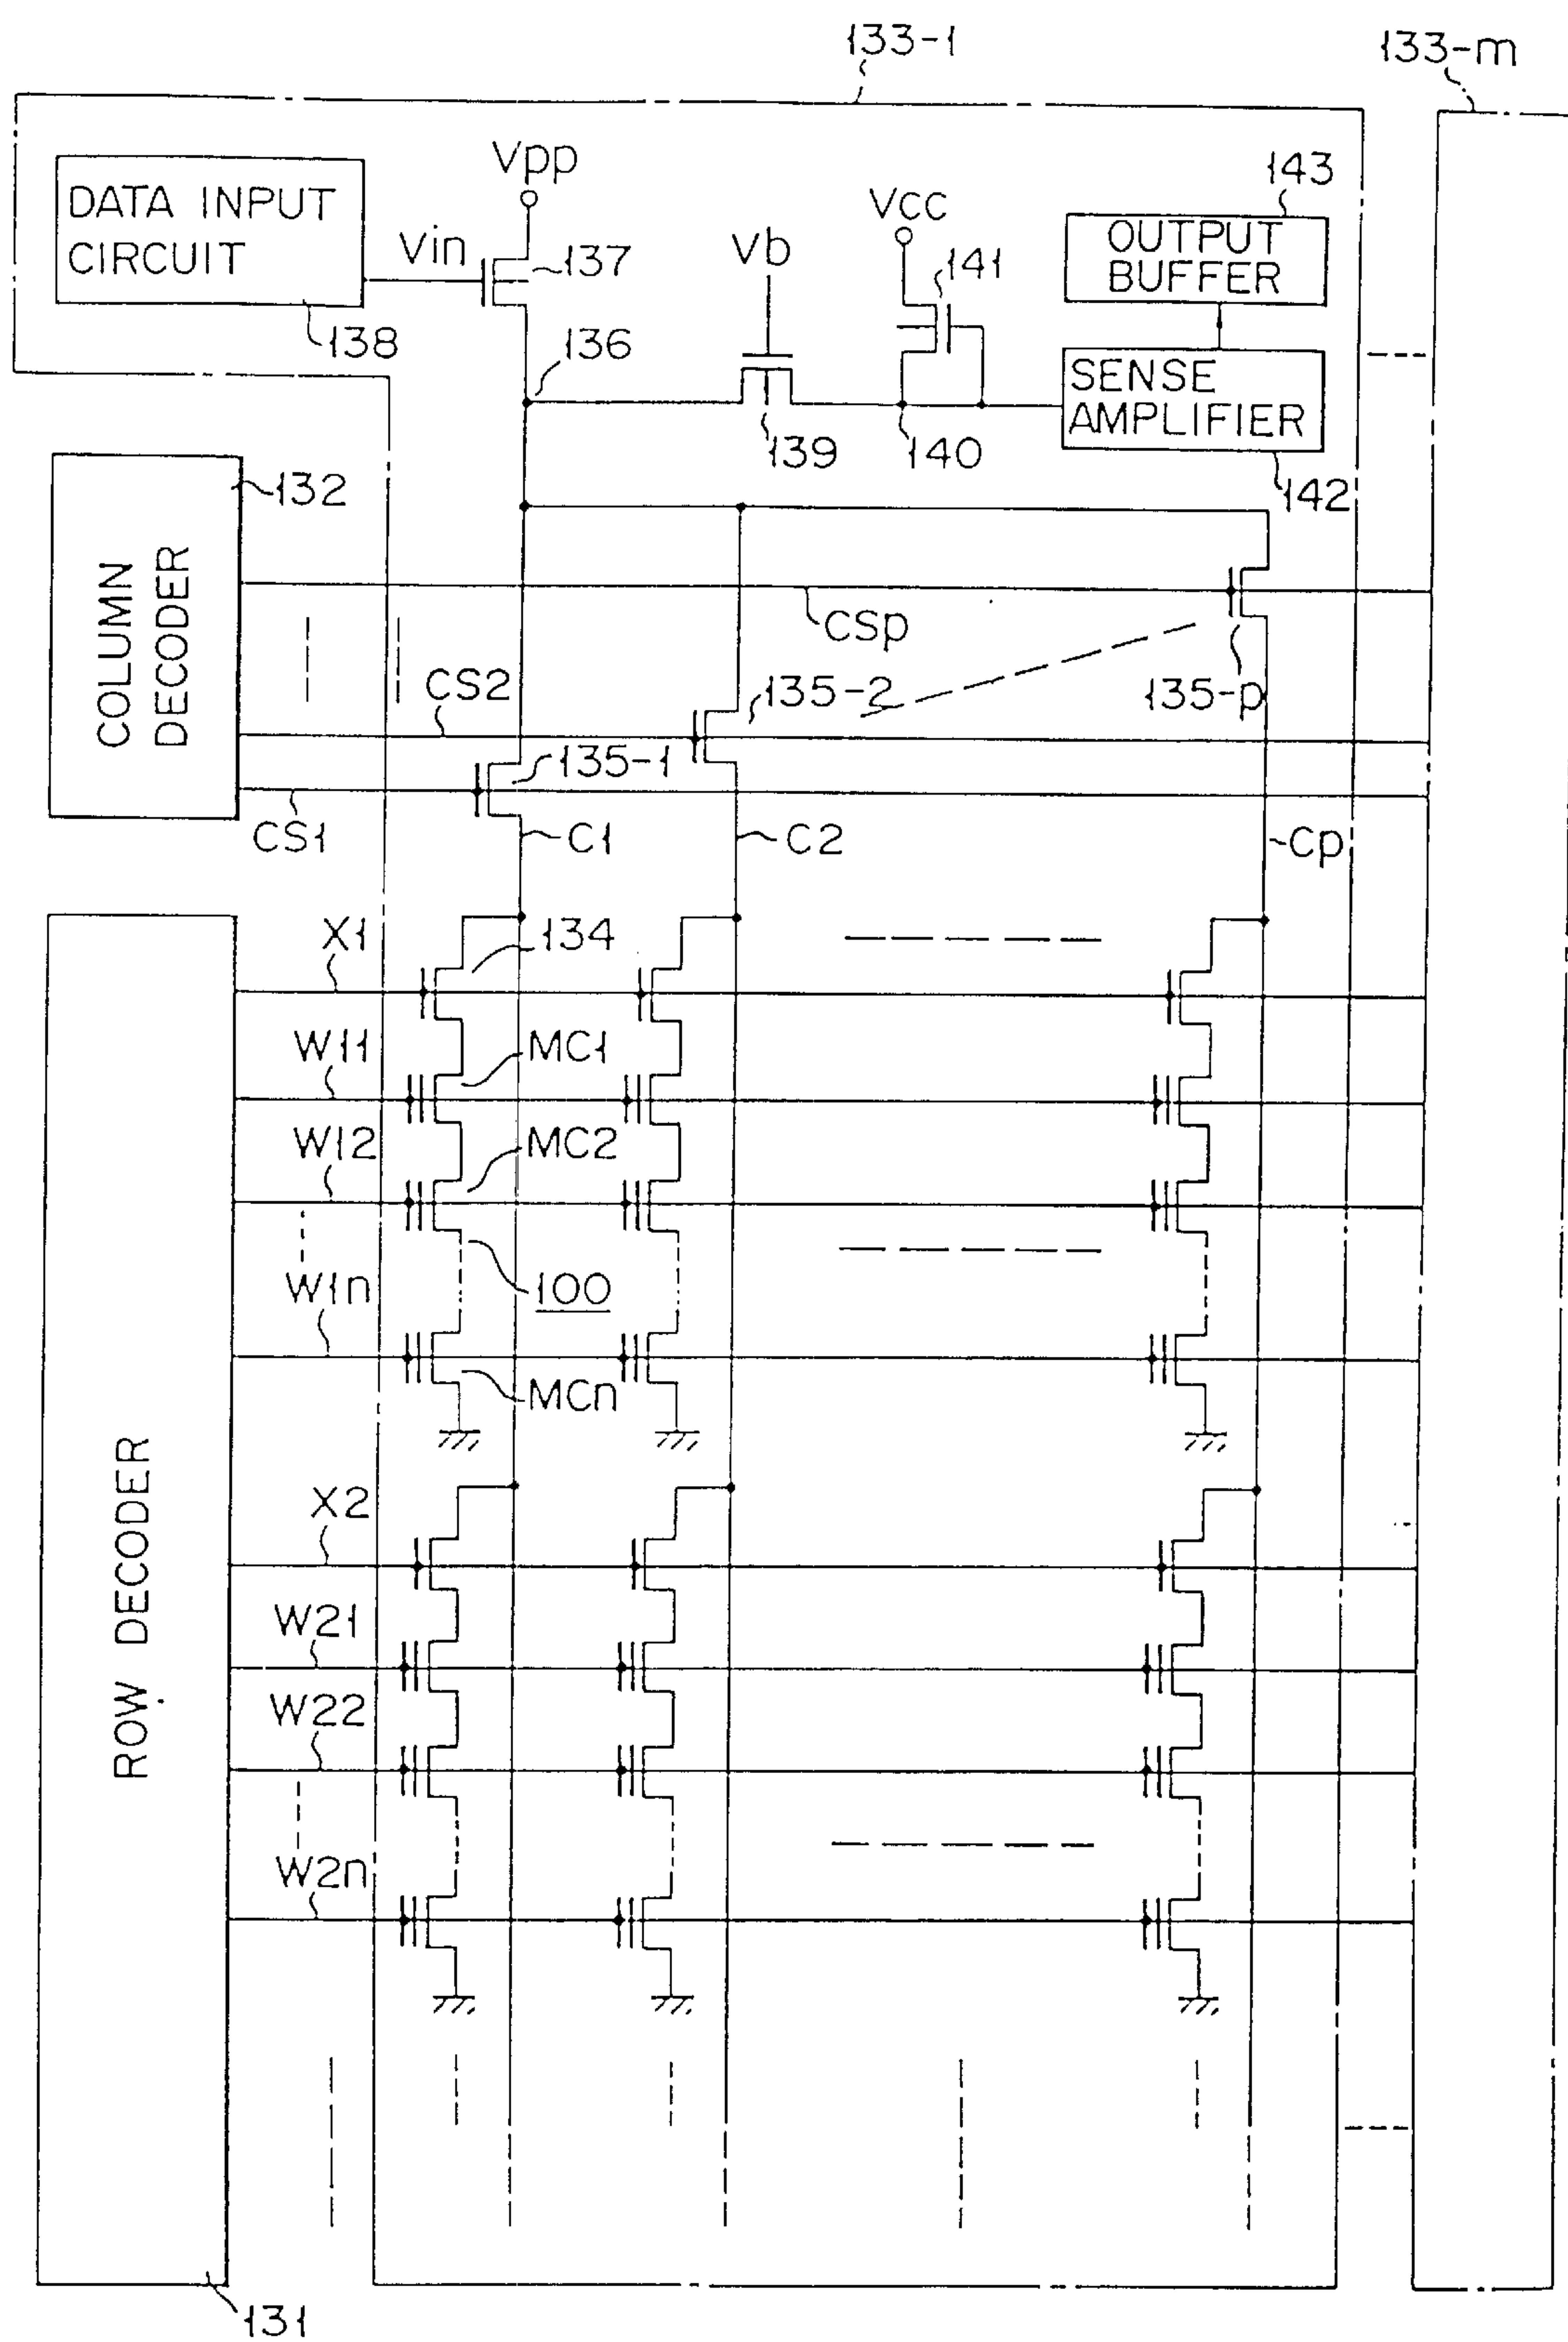 133-1
133-m
Vpp
143
DATA INPUT
CIRCUIT
Vin
137
Vcc
Vb
141
OUTPUT
BUFFER
138
136
SENSE
AMPLIFIER
139
140
142
132
COLUMN
DECODER
CSp
CS2
135-2
135-p
135-1
CS1
C1
C2
Cp
X1
134
W11
MC1
W12
MC2
W1n
100
MCn
ROW DECODER
X2
W21
W22
W2n
131